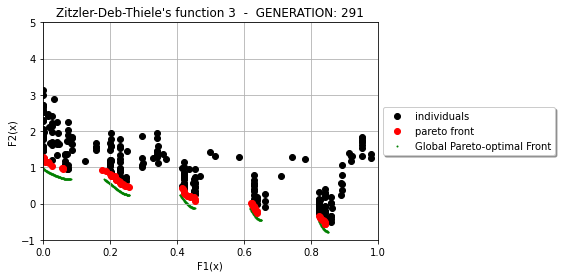 Zitzler-Deb-Thiele's function 3 - GENERATION: 291
5
4
3
2
1
0
-1
F2(x)
0.0 0.2 0.4 0.6 0.8 1.0
F1(x)
individuals
pareto front
Global Pareto-optimal Front